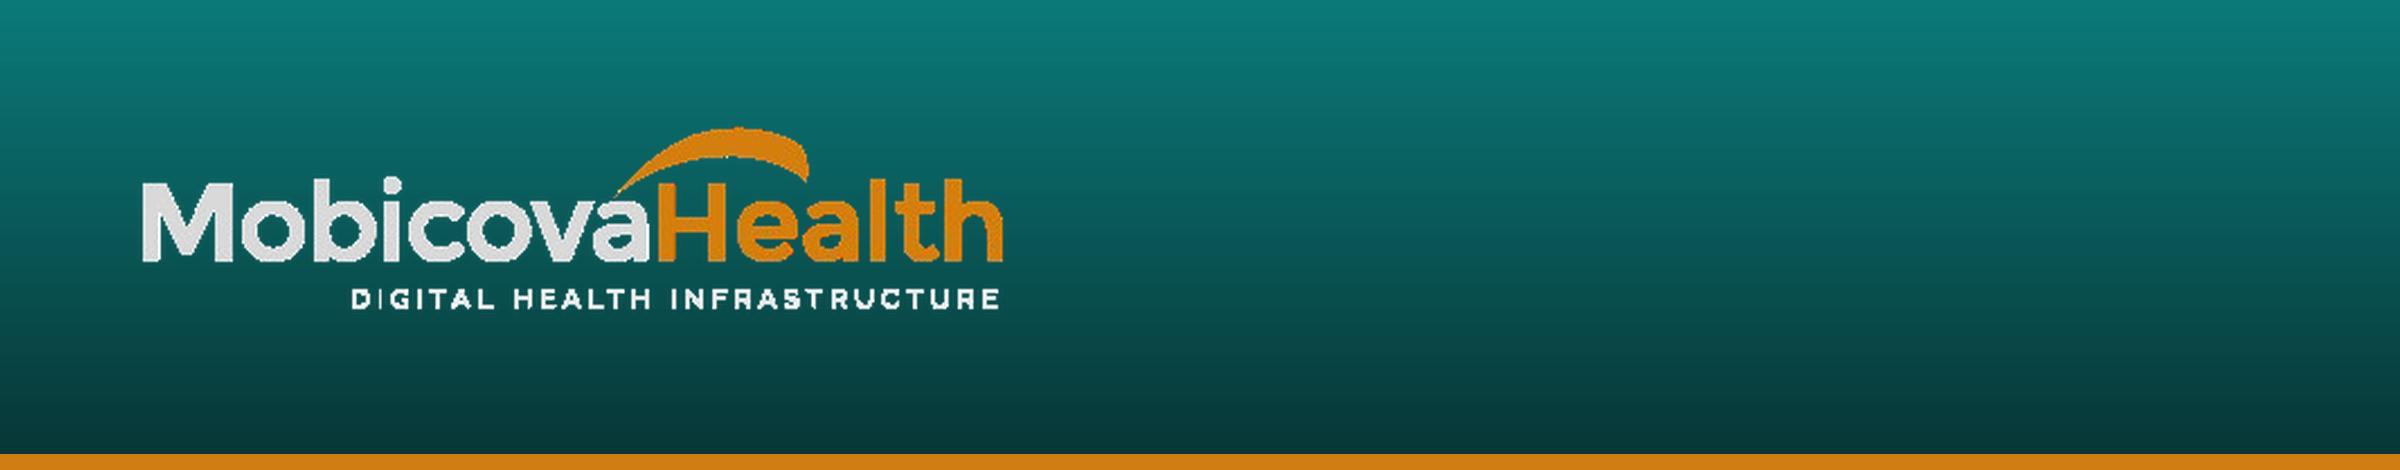 MobicovaHealth
DIGITAL HEALTH INFRASTRUCTURE